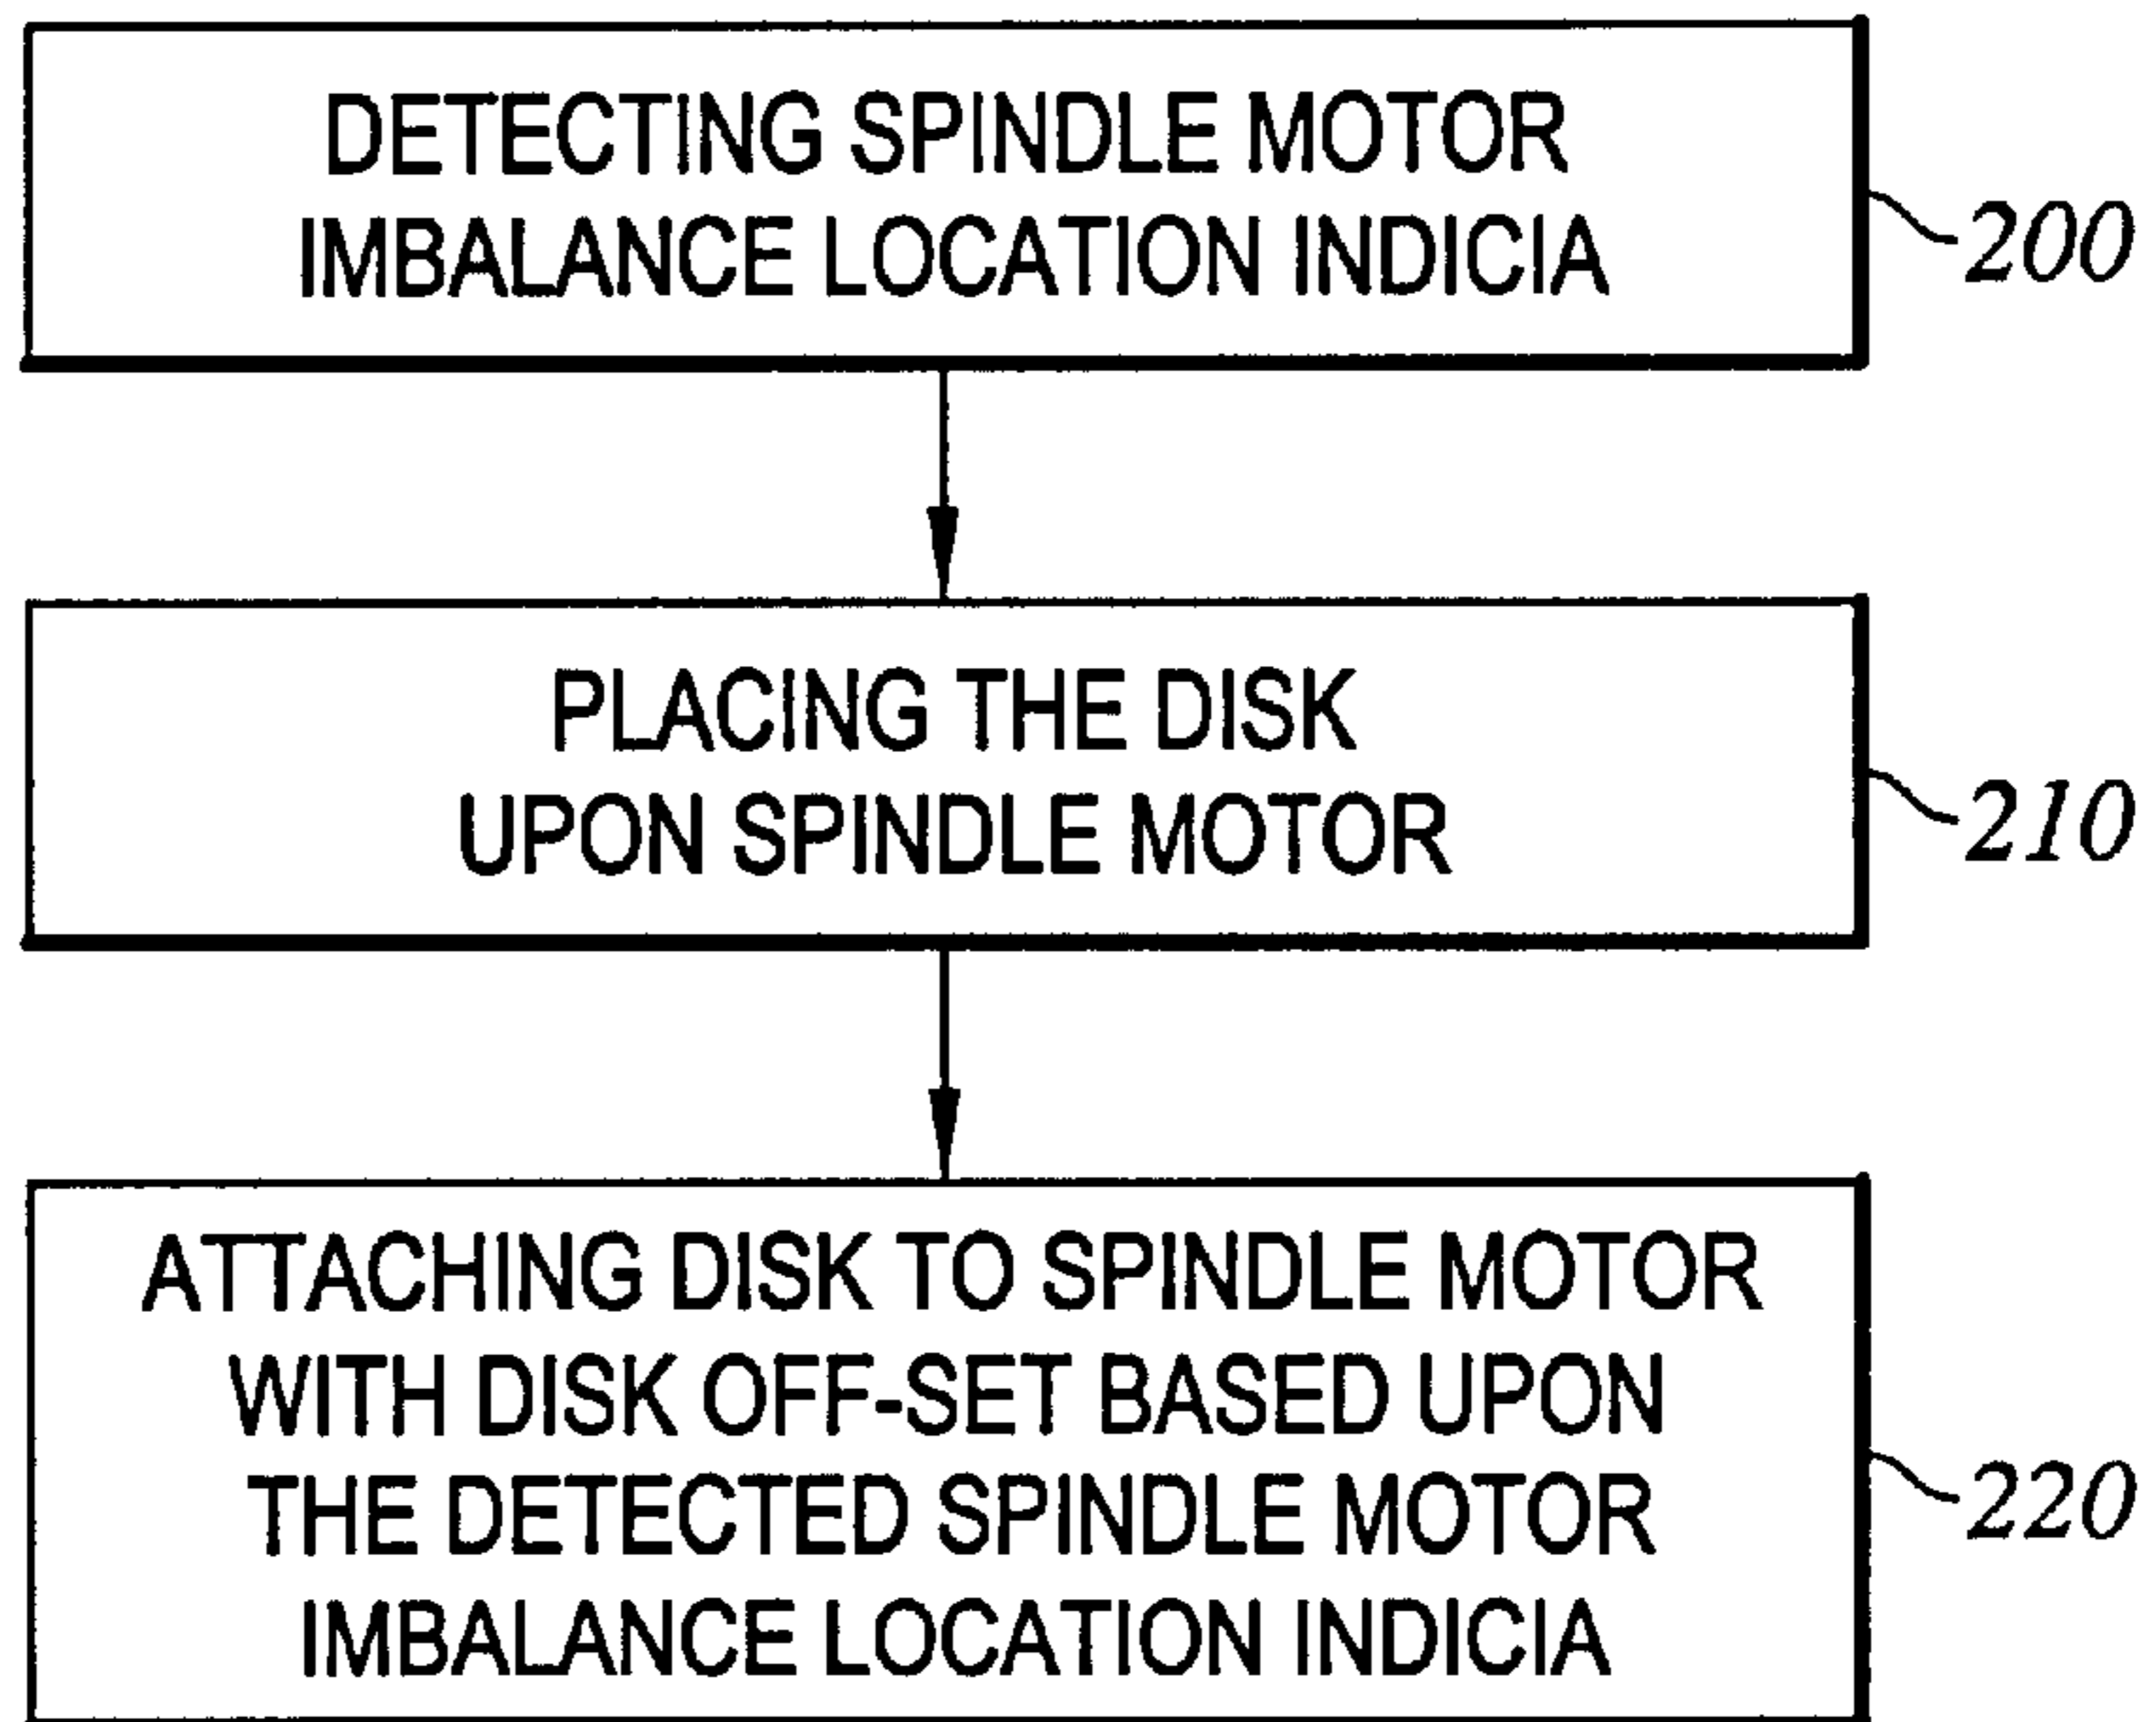 DETECTING SPINDLE MOTOR
IMBALANCE LOCATION INDICIA
200
PLACING THE DISK
UPON SPINDLE MOTOR
210
ATTACHING DISK TO SPINDLE MOTOR
WITH DISK OFF-SET BASED UPON
THE DETECTED SPINDLE MOTOR
IMBALANCE LOCATION INDICIA
220